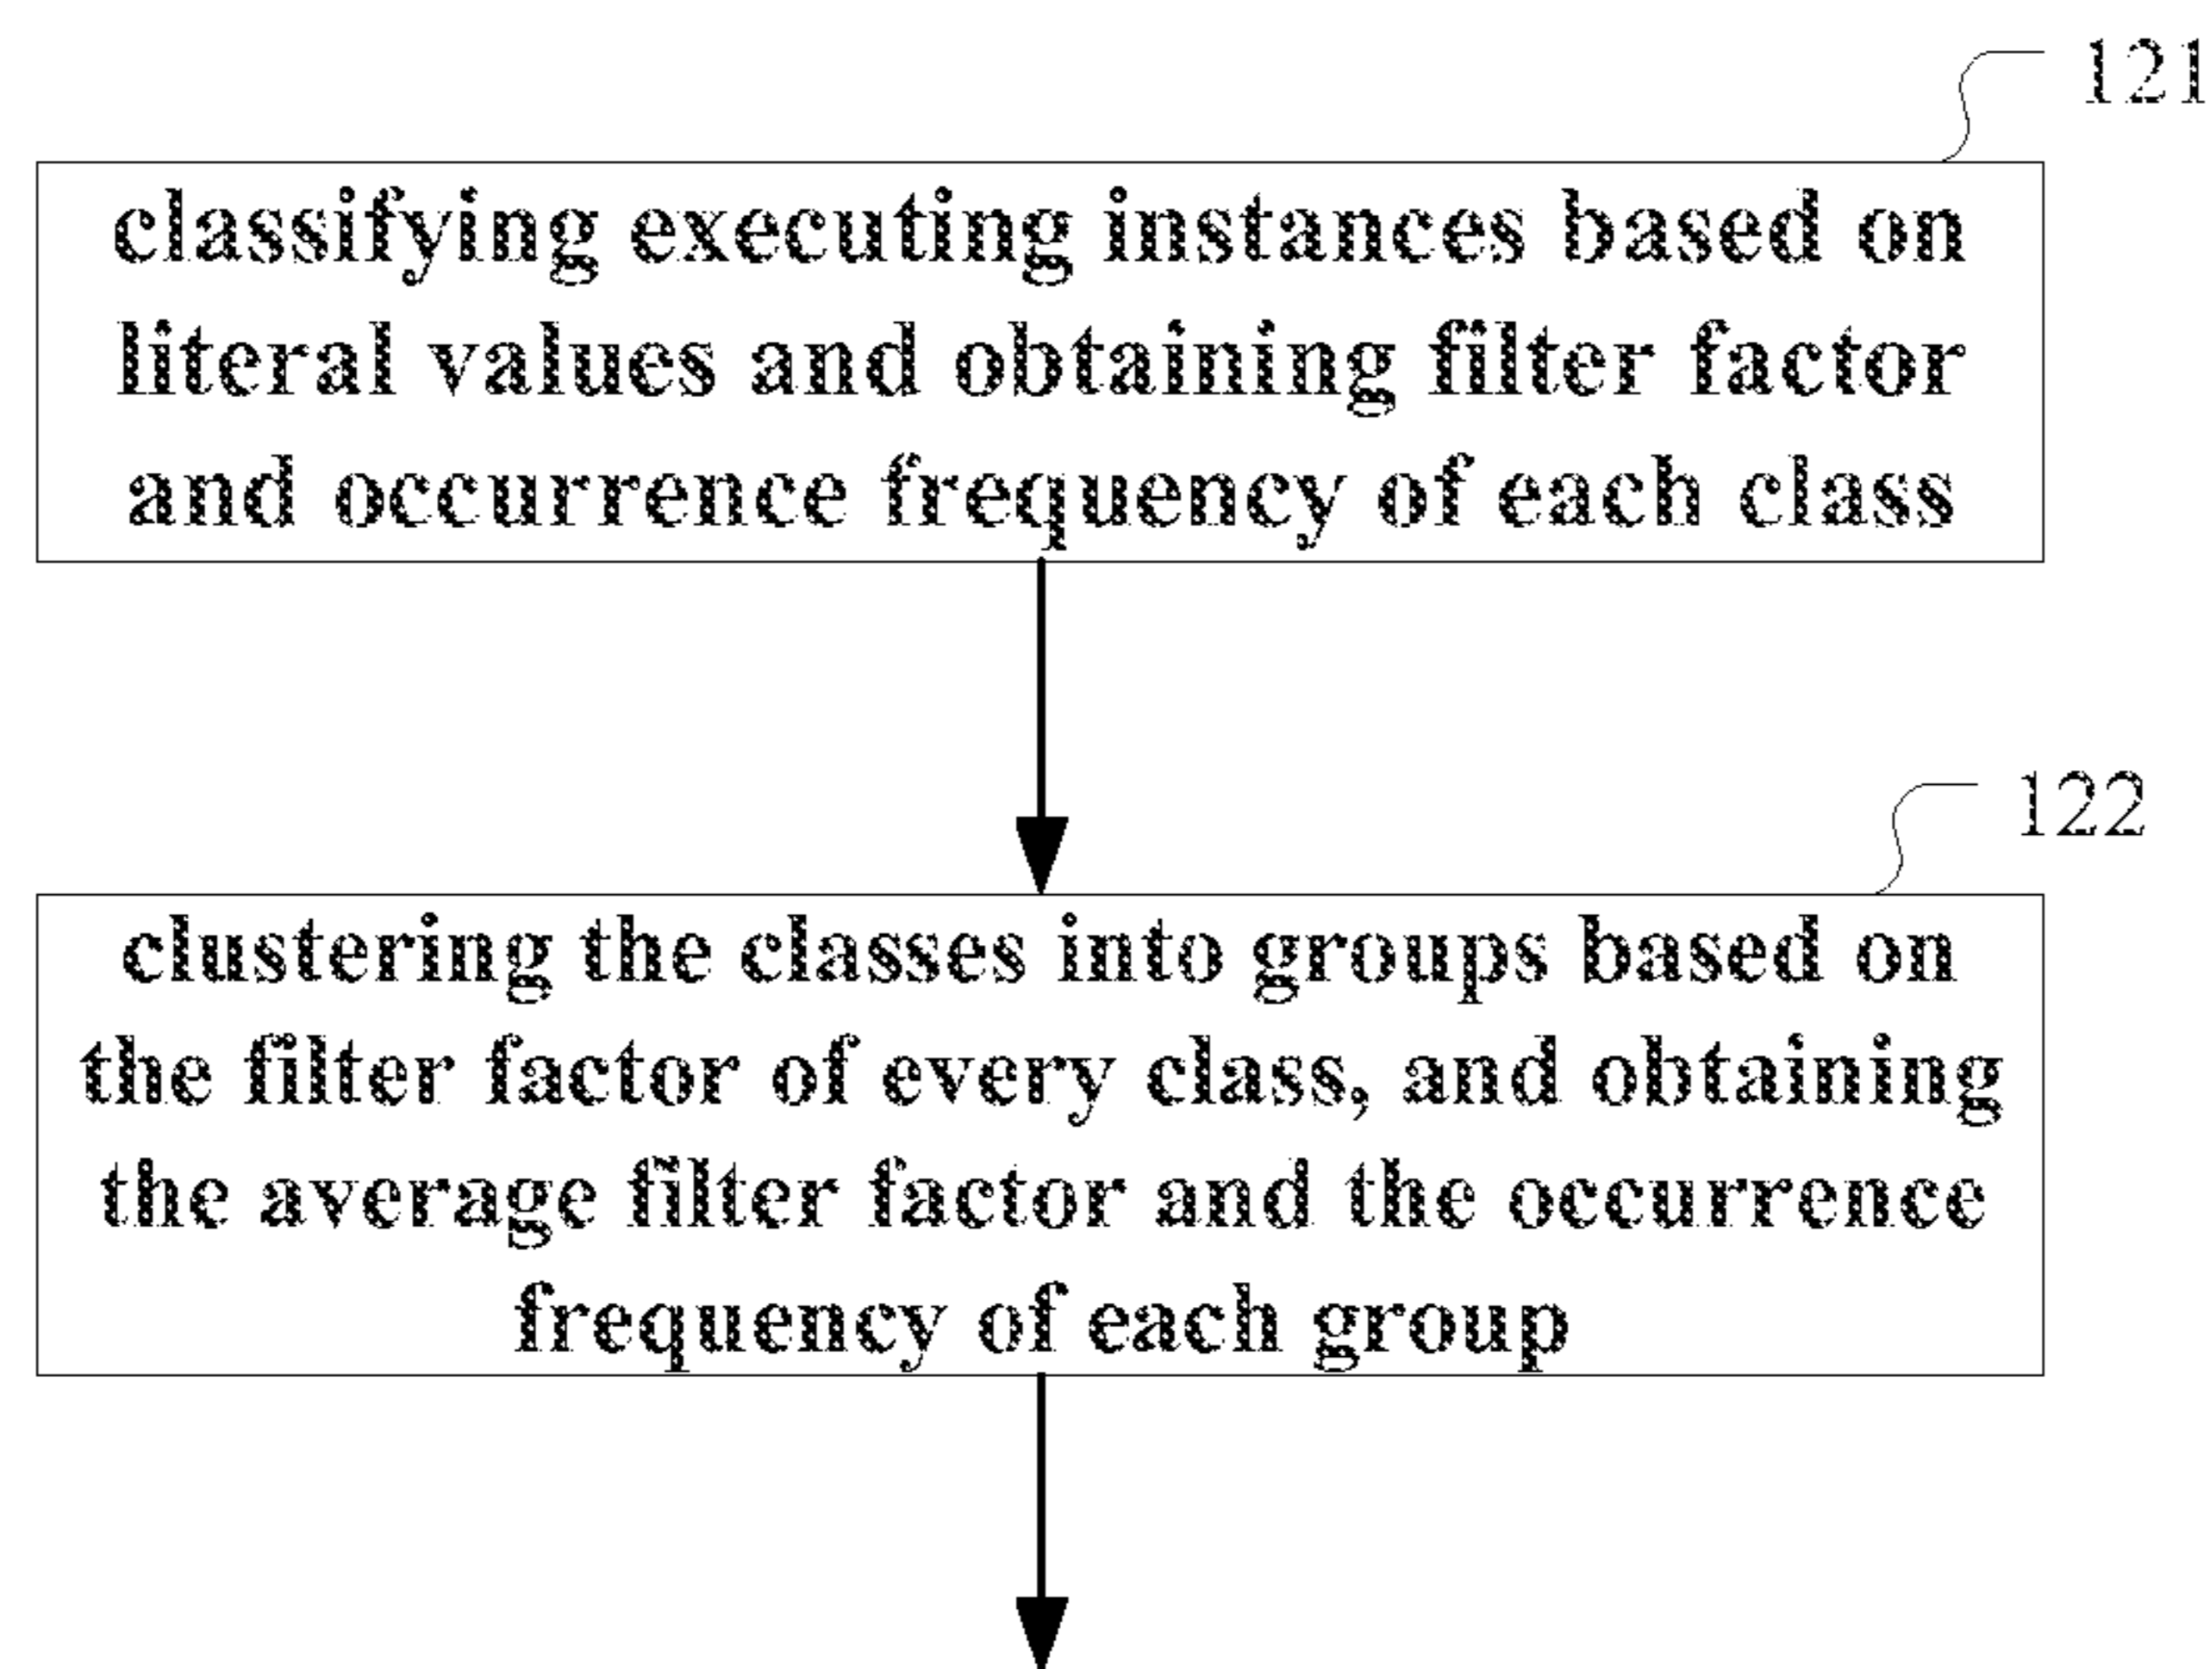 121
classifying executing instances based on
literal values and obtaining filter factor
and occurrence frequency of each class
122
clustering the classes into groups based on
the filter factor of every class, and obtaining
the average filter factor and the occurrence
frequency of each group